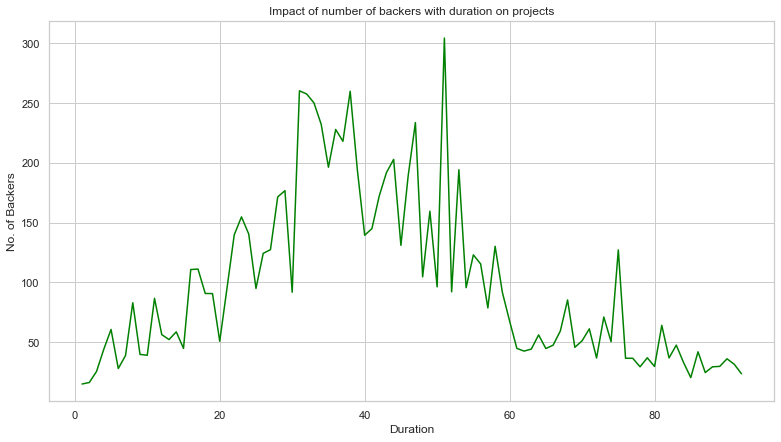 Impact of number of backers with duration on projects
300
250
200
150
100
50
No. of Backers
0 20 40 60 80
Duration